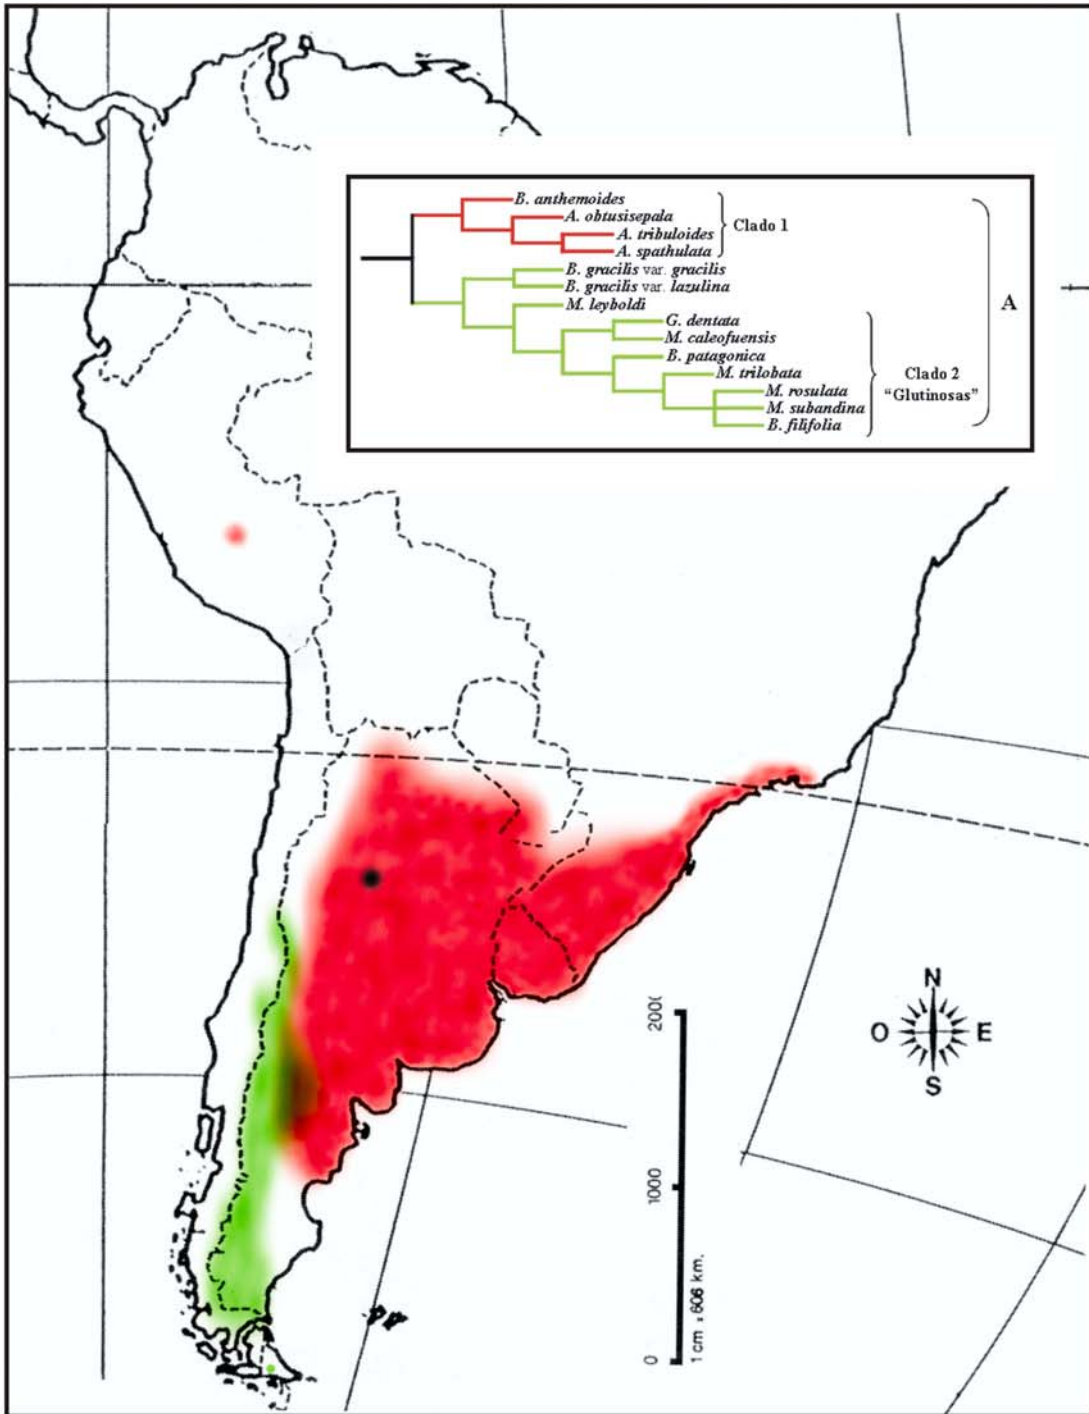 B. anthemoides
A. obtusisepala
A. tribuloides
A. spathulata
Clado 1
B. gracilis var. gracilis
B. gracilis var. lazulina
M. leyboldi
G. dentata
M. caleofuensis
B. patagonica
M. trilobata
M. rosulata
M. subandina
B. filifolia
Clado 2
“Glutinosas”
A
N
O E
S
2000
1000
0
1 cm = 606 km.